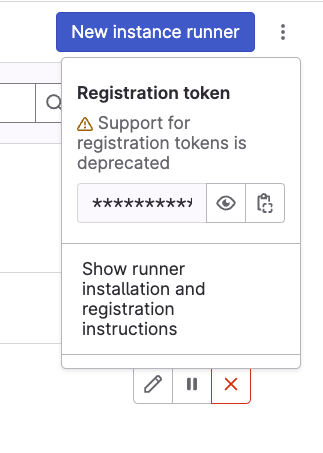 New instance runner
Registration token
Support for
registration tokens is
deprecated
***********
Show runner
installation and
registration
instructions